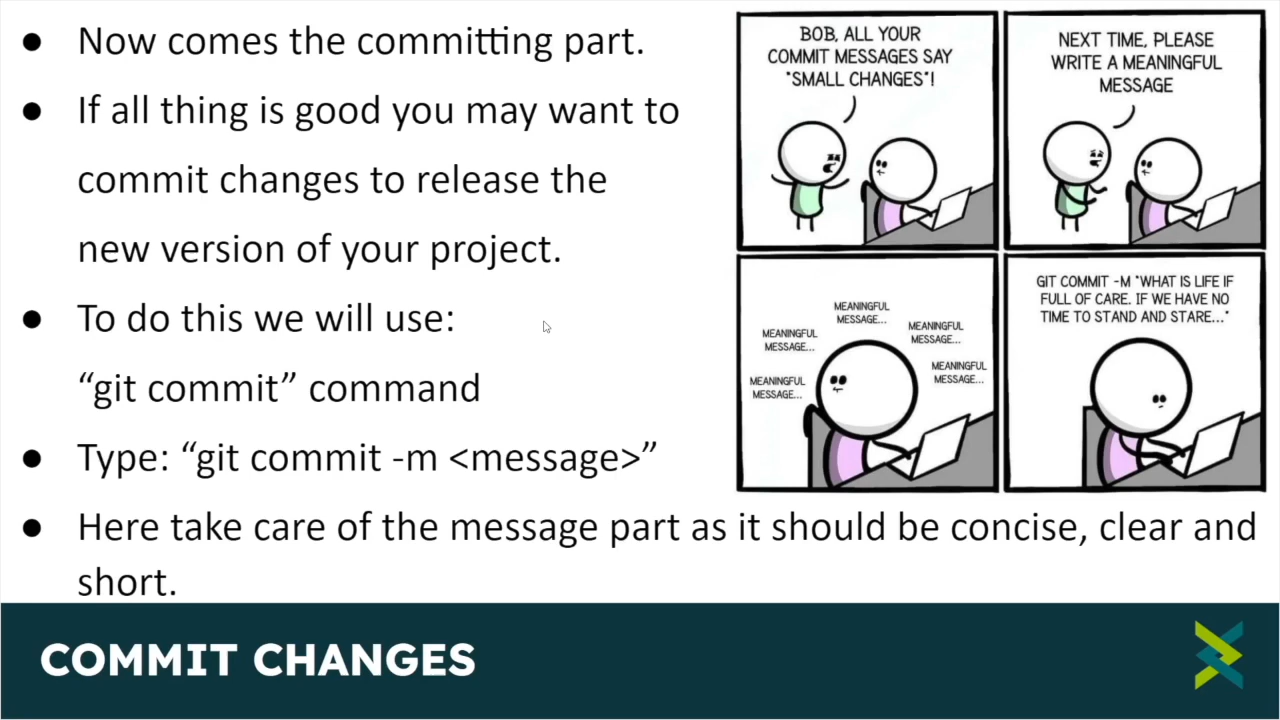 ● Now comes the committing part.
● If all thing is good you may want to
commit changes to release the
new version of your project.
● To do this we will use:
“git commit” command
● Type: “git commit -m <message>”
● Here take care of the message part as it should be concise, clear and
short.
BOB, ALL YOUR
COMMIT MESSAGES SAY
"SMALL CHANGES"!
NEXT TIME, PLEASE
WRITE A MEANINGFUL
MESSAGE
MEANINGFUL
MESSAGE...
MEANINGFUL
MESSAGE...
MEANINGFUL
MESSAGE...
MEANINGFUL
MESSAGE...
MEANINGFUL
MESSAGE...
GIT COMMIT -M "WHAT IS LIFE IF
FULL OF CARE. IF WE HAVE NO
TIME TO STAND AND STARE..."
COMMIT CHANGES